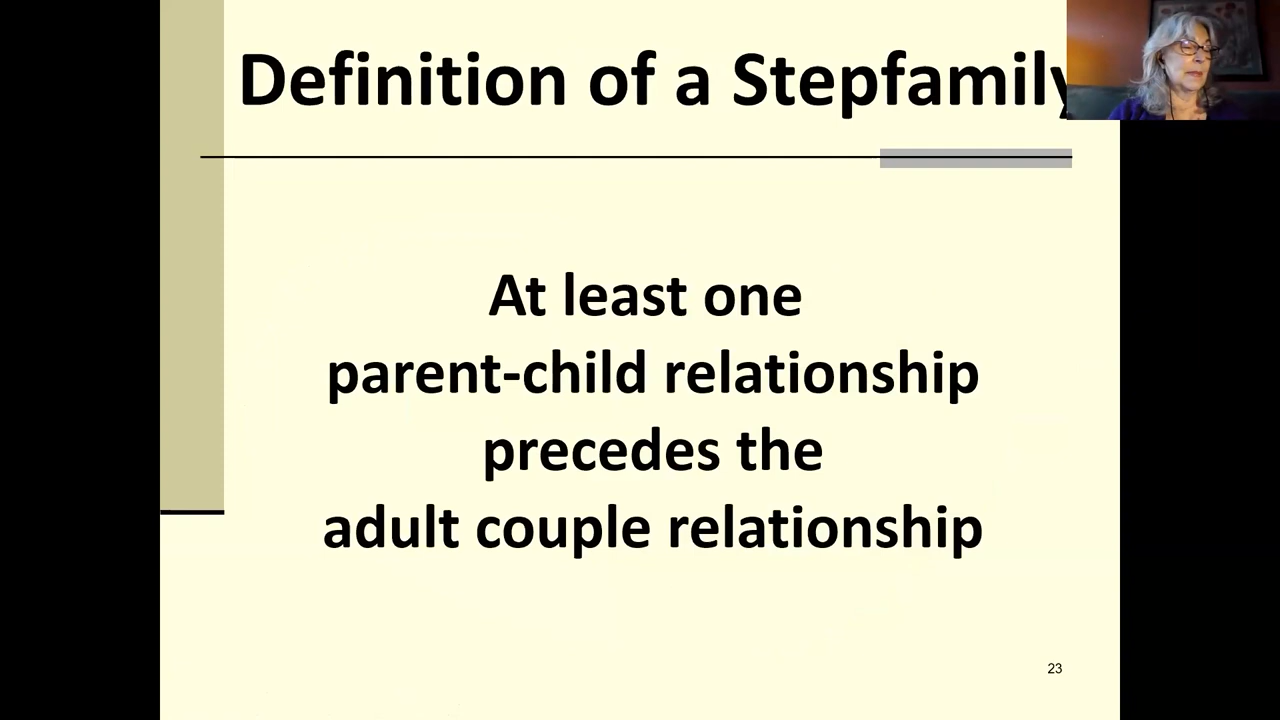 Definition of a Stepfamily
At least one
parent-child relationship
precedes the
adult couple relationship
23